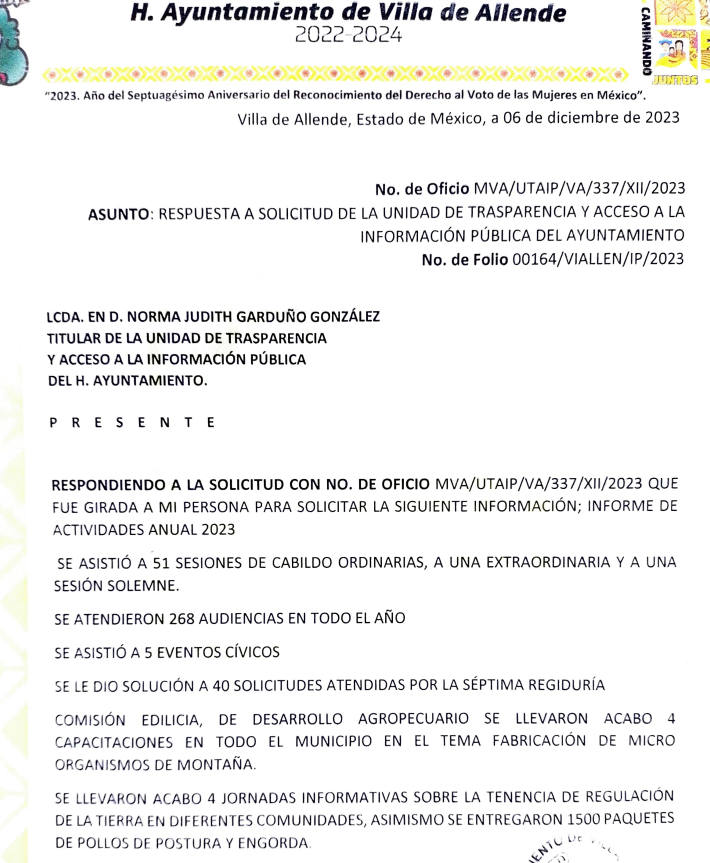 H. Ayuntamiento de Villa de Allende
2022-2024
CAMINANDO
JUNTOS
"2023. Año del Septuagésimo Aniversario del Reconocimiento del Derecho al Voto de las Mujeres en México".
Villa de Allende, Estado de México, a 06 de diciembre de 2023
No. de Oficio MVA/UTAIP/VA/337/XII/2023
ASUNTO: RESPUESTA A SOLICITUD DE LA UNIDAD DE TRASPARENCIA Y ACCESO A LA
INFORMACIÓN PÚBLICA DEL AYUNTAMIENTO
No. de Folio 00164/VIALLEN/IP/2023
LCDA. EN D. NORMA JUDITH GARDUÑO GONZÁLEZ
TITULAR DE LA UNIDAD DE TRASPARENCIA
Y ACCESO A LA INFORMACIÓN PÚBLICA
DEL H. AYUNTAMIENTO.
P R E S E N T E
RESPONDIENDO A LA SOLICITUD CON NO. DE OFICIO MVA/UTAIP/VA/337/XII/2023 QUE
FUE GIRADA A MI PERSONA PARA SOLICITAR LA SIGUIENTE INFORMACIÓN; INFORME DE
ACTIVIDADES ANUAL 2023
SE ASISTIÓ A 51 SESIONES DE CABILDO ORDINARIAS, A UNA EXTRAORDINARIA Y A UNA
SESIÓN SOLEMNE.
SE ATENDIERON 268 AUDIENCIAS EN TODO EL AÑO
SE ASISTIÓ A 5 EVENTOS CÍVICOS
SE LE DIO SOLUCIÓN A 40 SOLICITUDES ATENDIDAS POR LA SÉPTIMA REGIDURÍA
COMISIÓN EDILICIA, DE DESARROLLO AGROPECUARIO SE LLEVARON ACABO 4
CAPACITACIONES EN TODO EL MUNICIPIO EN EL TEMA FABRICACIÓN DE MICRO
ORGANISMOS DE MONTAÑA.
SE LLEVARON ACABO 4 JORNADAS INFORMATIVAS SOBRE LA TENENCIA DE REGULACIÓN
DE LA TIERRA EN DIFERENTES COMUNIDADES, ASIMISMO SE ENTREGARON 1500 PAQUETES
DE POLLOS DE POSTURA Y ENGORDA.